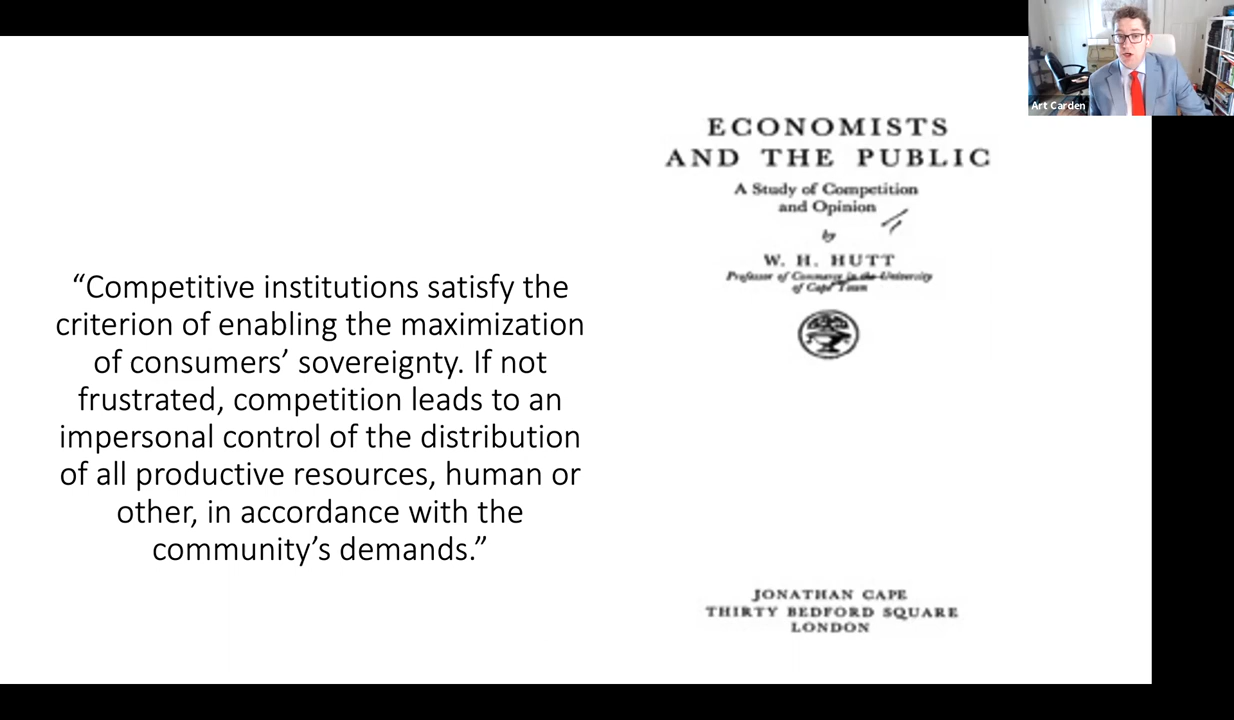 Art Carden
ECONOMISTS
AND THE PUBLIC
A Study of Competition
and Opinion
by
W. H. HUTT
Professor of Commerce in the University
of Cape Town
“Competitive institutions satisfy the
criterion of enabling the maximization
of consumers’ sovereignty. If not
frustrated, competition leads to an
impersonal control of the distribution
of all productive resources, human or
other, in accordance with the
community’s demands.”
JONATHAN CAPE
THIRTY BEDFORD SQUARE
LONDON